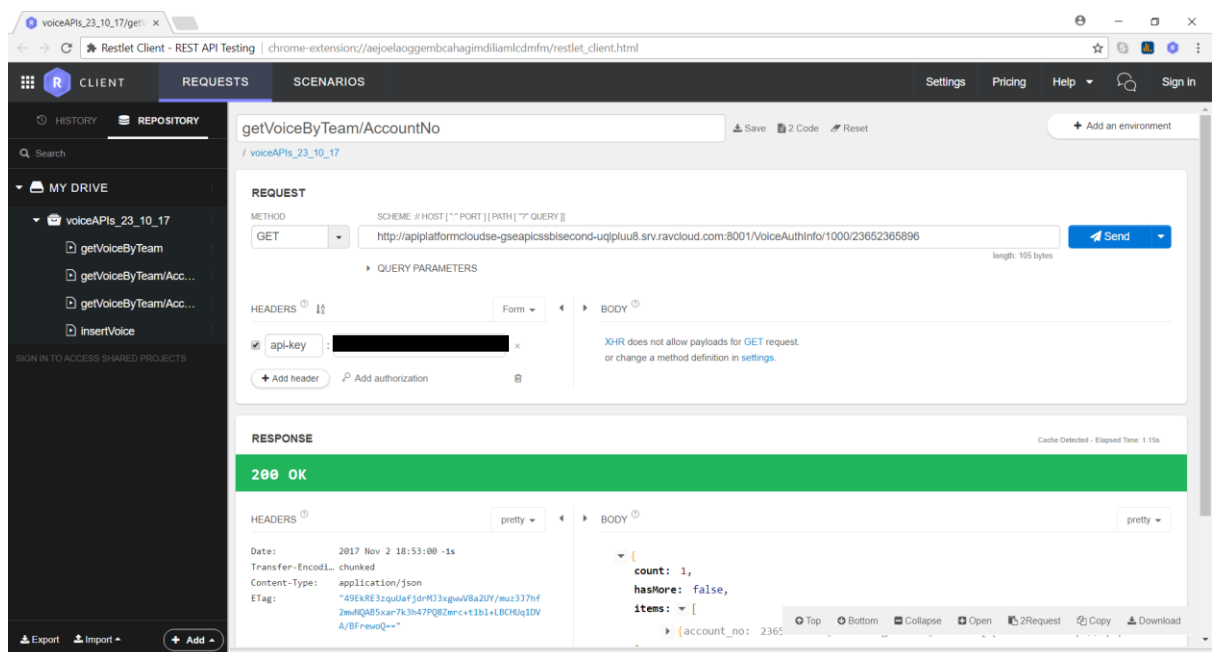 voiceAPIs_23_10_17/get
Restlet Client - REST API Testing | chrome-extension://aejoelaoggembcahagimdiliamlcdmfm/restlet_client.html
R CLIENT REQUESTS SCENARIOS Settings Pricing Help Sign in
HISTORY REPOSITORY
Search
MY DRIVE
voiceAPIs_23_10_17
getVoiceByTeam
getVoiceByTeam/Acc...
getVoiceByTeam/Acc...
insertVoice
SIGN IN TO ACCESS SHARED PROJECTS
Export Import + Add
getVoiceByTeam/AccountNo Save 2 Code Reset + Add an environment
/ voiceAPIs_23_10_17
REQUEST
METHOD SCHEME :// HOST [ ":" PORT ] [ PATH [ "?" QUERY ]]
GET http://apiplatformcloudse-gseapicssbisecond-uqlpluu8.srv.ravcloud.com:8001/VoiceAuthInfo/1000/23652365896 Send
length: 105 bytes
QUERY PARAMETERS
HEADERS Form BODY
api-key :
XHR does not allow payloads for GET request.
or change a method definition in settings.
+ Add header Add authorization
RESPONSE Cache Detected - Elapsed Time: 1.15s
200 OK
HEADERS pretty BODY pretty
Date: 2017 Nov 2 18:53:00 -1s
Transfer-Encodi... chunked
Content-Type: application/json
ETag: "49EkRE3zquUafjdrMJ3xgwwV8a2UY/muz3J7hf
2mwNQAB5xar7k3h47PQ8Zmrc+t1bl+LBCHUq1DV
A/BFrewoQ=="
{
count: 1,
hasMore: false,
items: [
{account_no: 2365
Top Bottom Collapse Open 2Request Copy Download